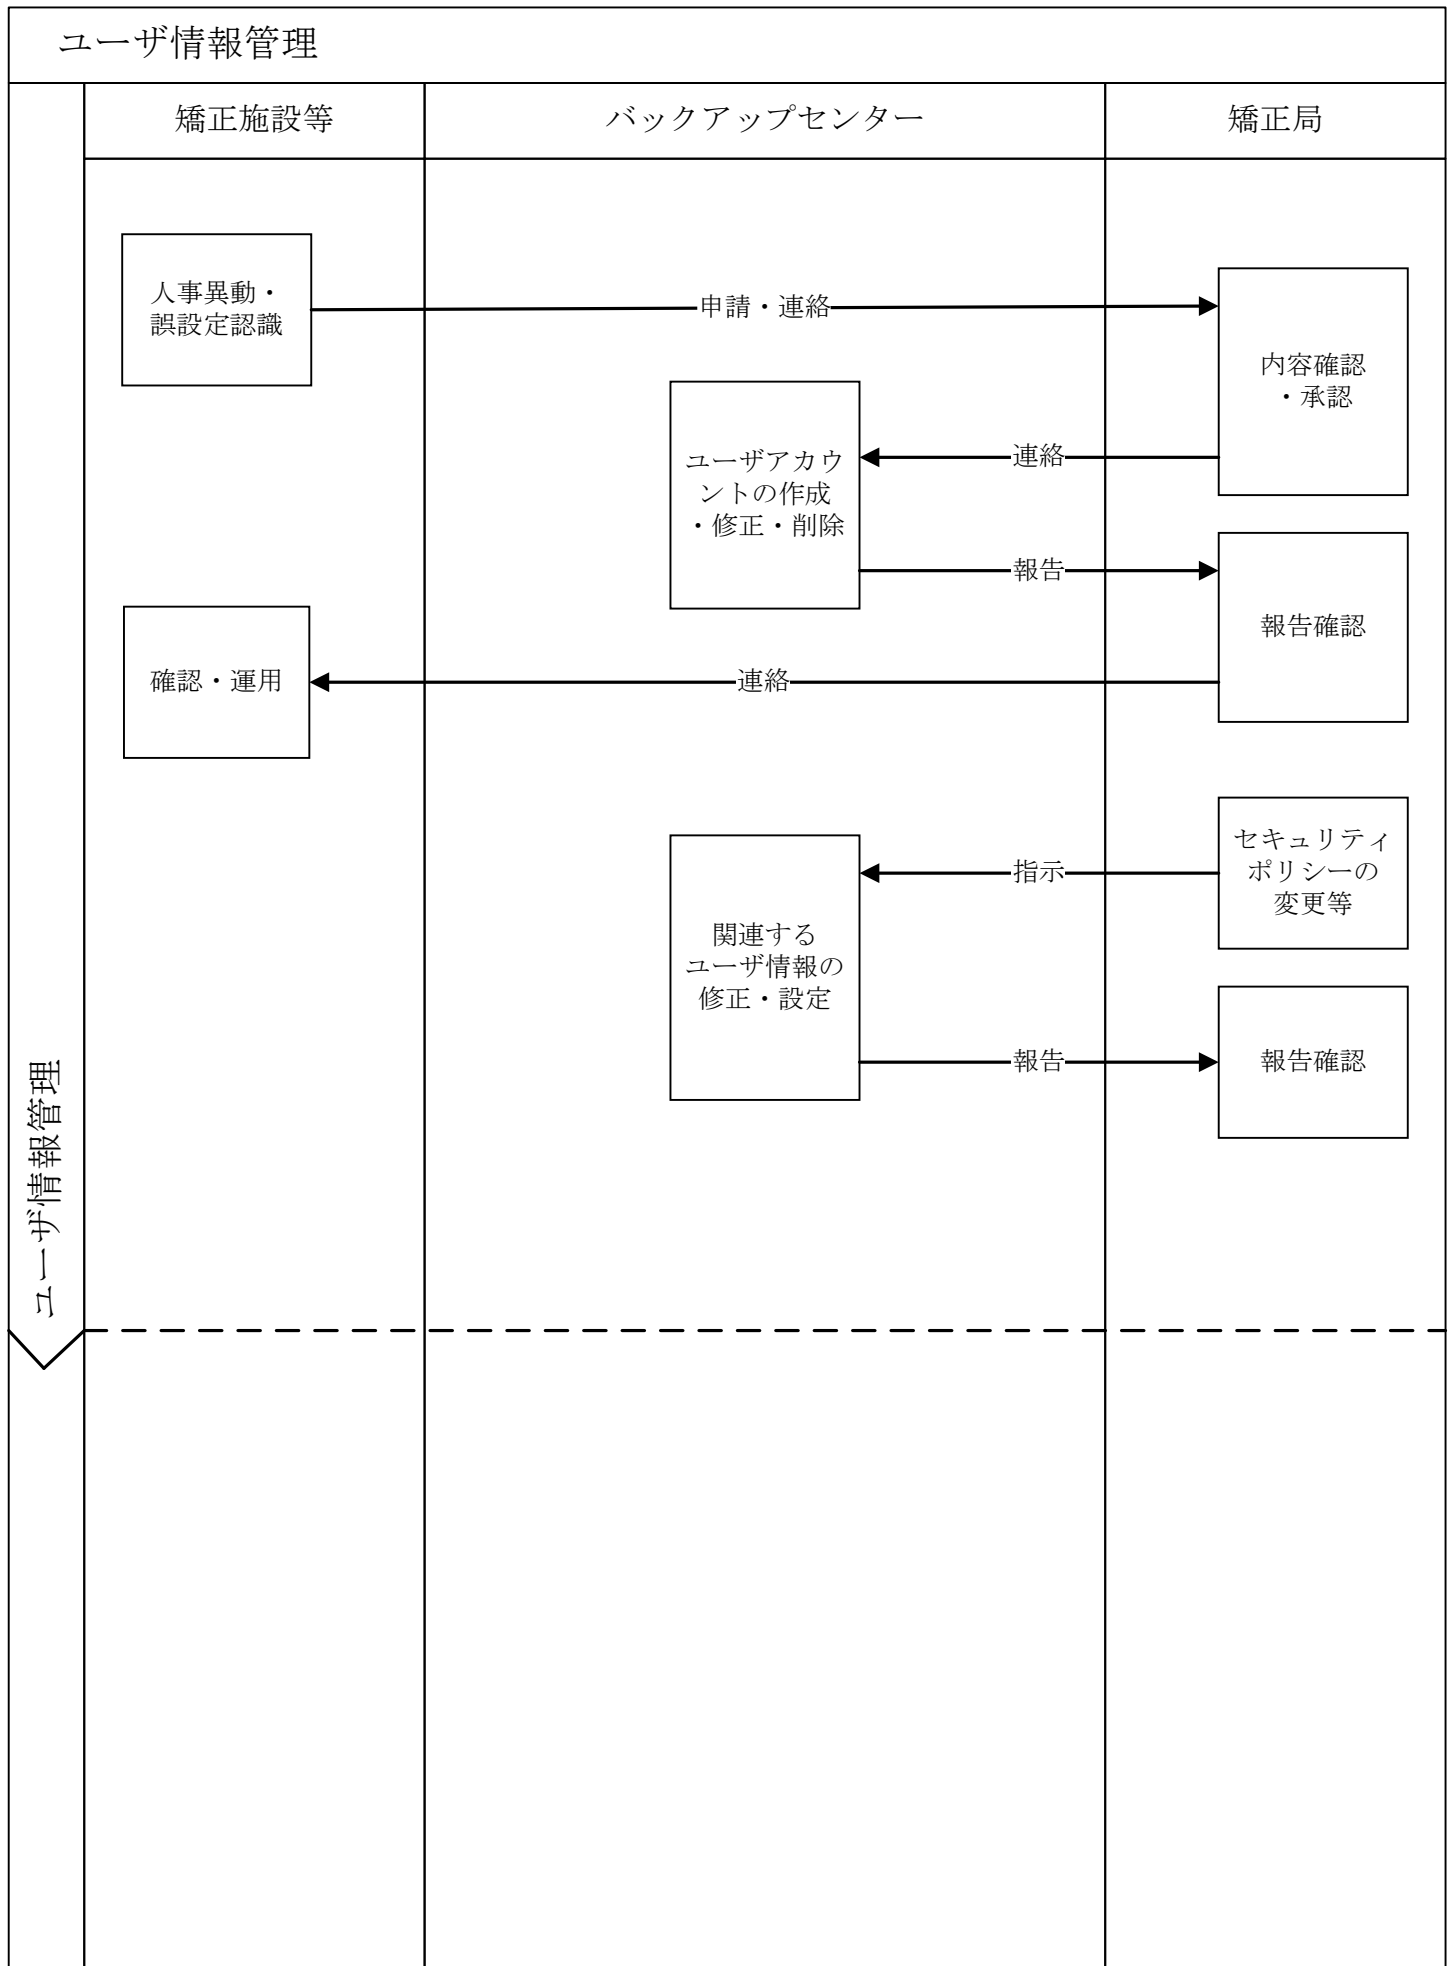 ユーザ情報管理
矯正施設等
バックアップセンター
矯正局
人事異動・
誤設定認識
申請・連絡
内容確認
・承認
連絡
ユーザアカウ
ントの作成
・修正・削除
報告
報告確認
連絡
確認・運用
セキュリティ
ポリシーの
変更等
指示
関連する
ユーザ情報の
修正・設定
報告
報告確認
ユーザ情報管理